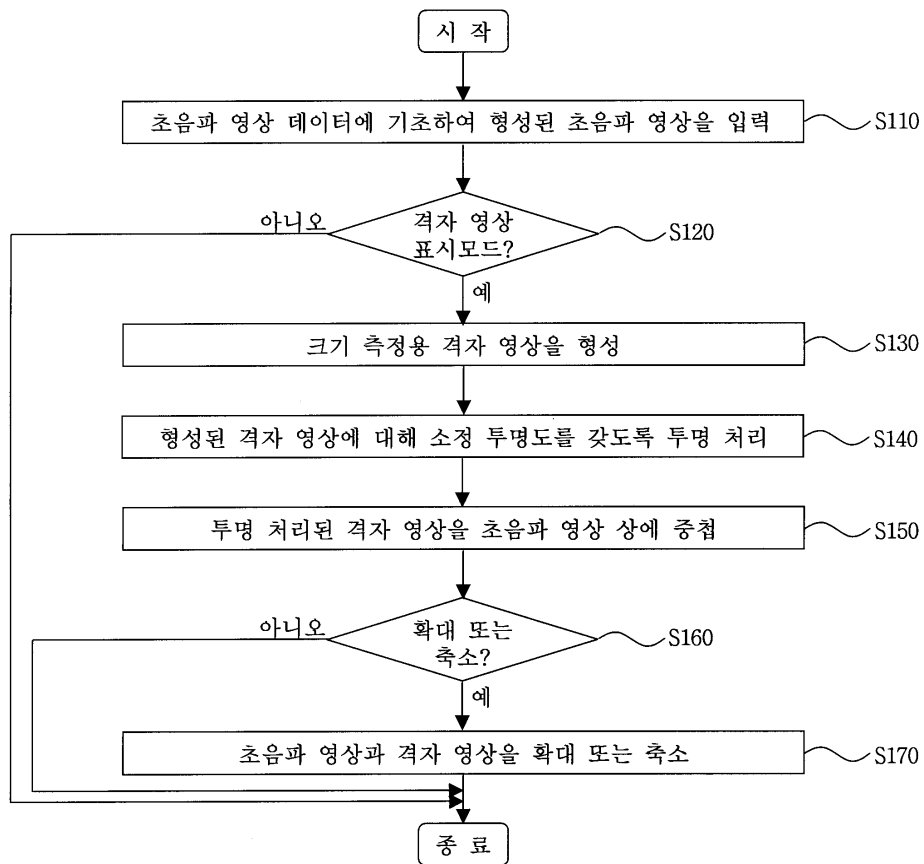 시 작
초음파 영상 데이터에 기초하여 형성된 초음파 영상을 입력
S110
아니오
격자 영상
표시모드?
S120
예
크기 측정용 격자 영상을 형성
S130
형성된 격자 영상에 대해 소정 투명도를 갖도록 투명 처리
S140
투명 처리된 격자 영상을 초음파 영상 상에 중첩
S150
아니오
확대 또는
축소?
S160
예
초음파 영상과 격자 영상을 확대 또는 축소
S170
종 료